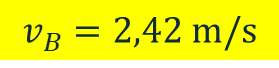 v_B = 2,42 m/s